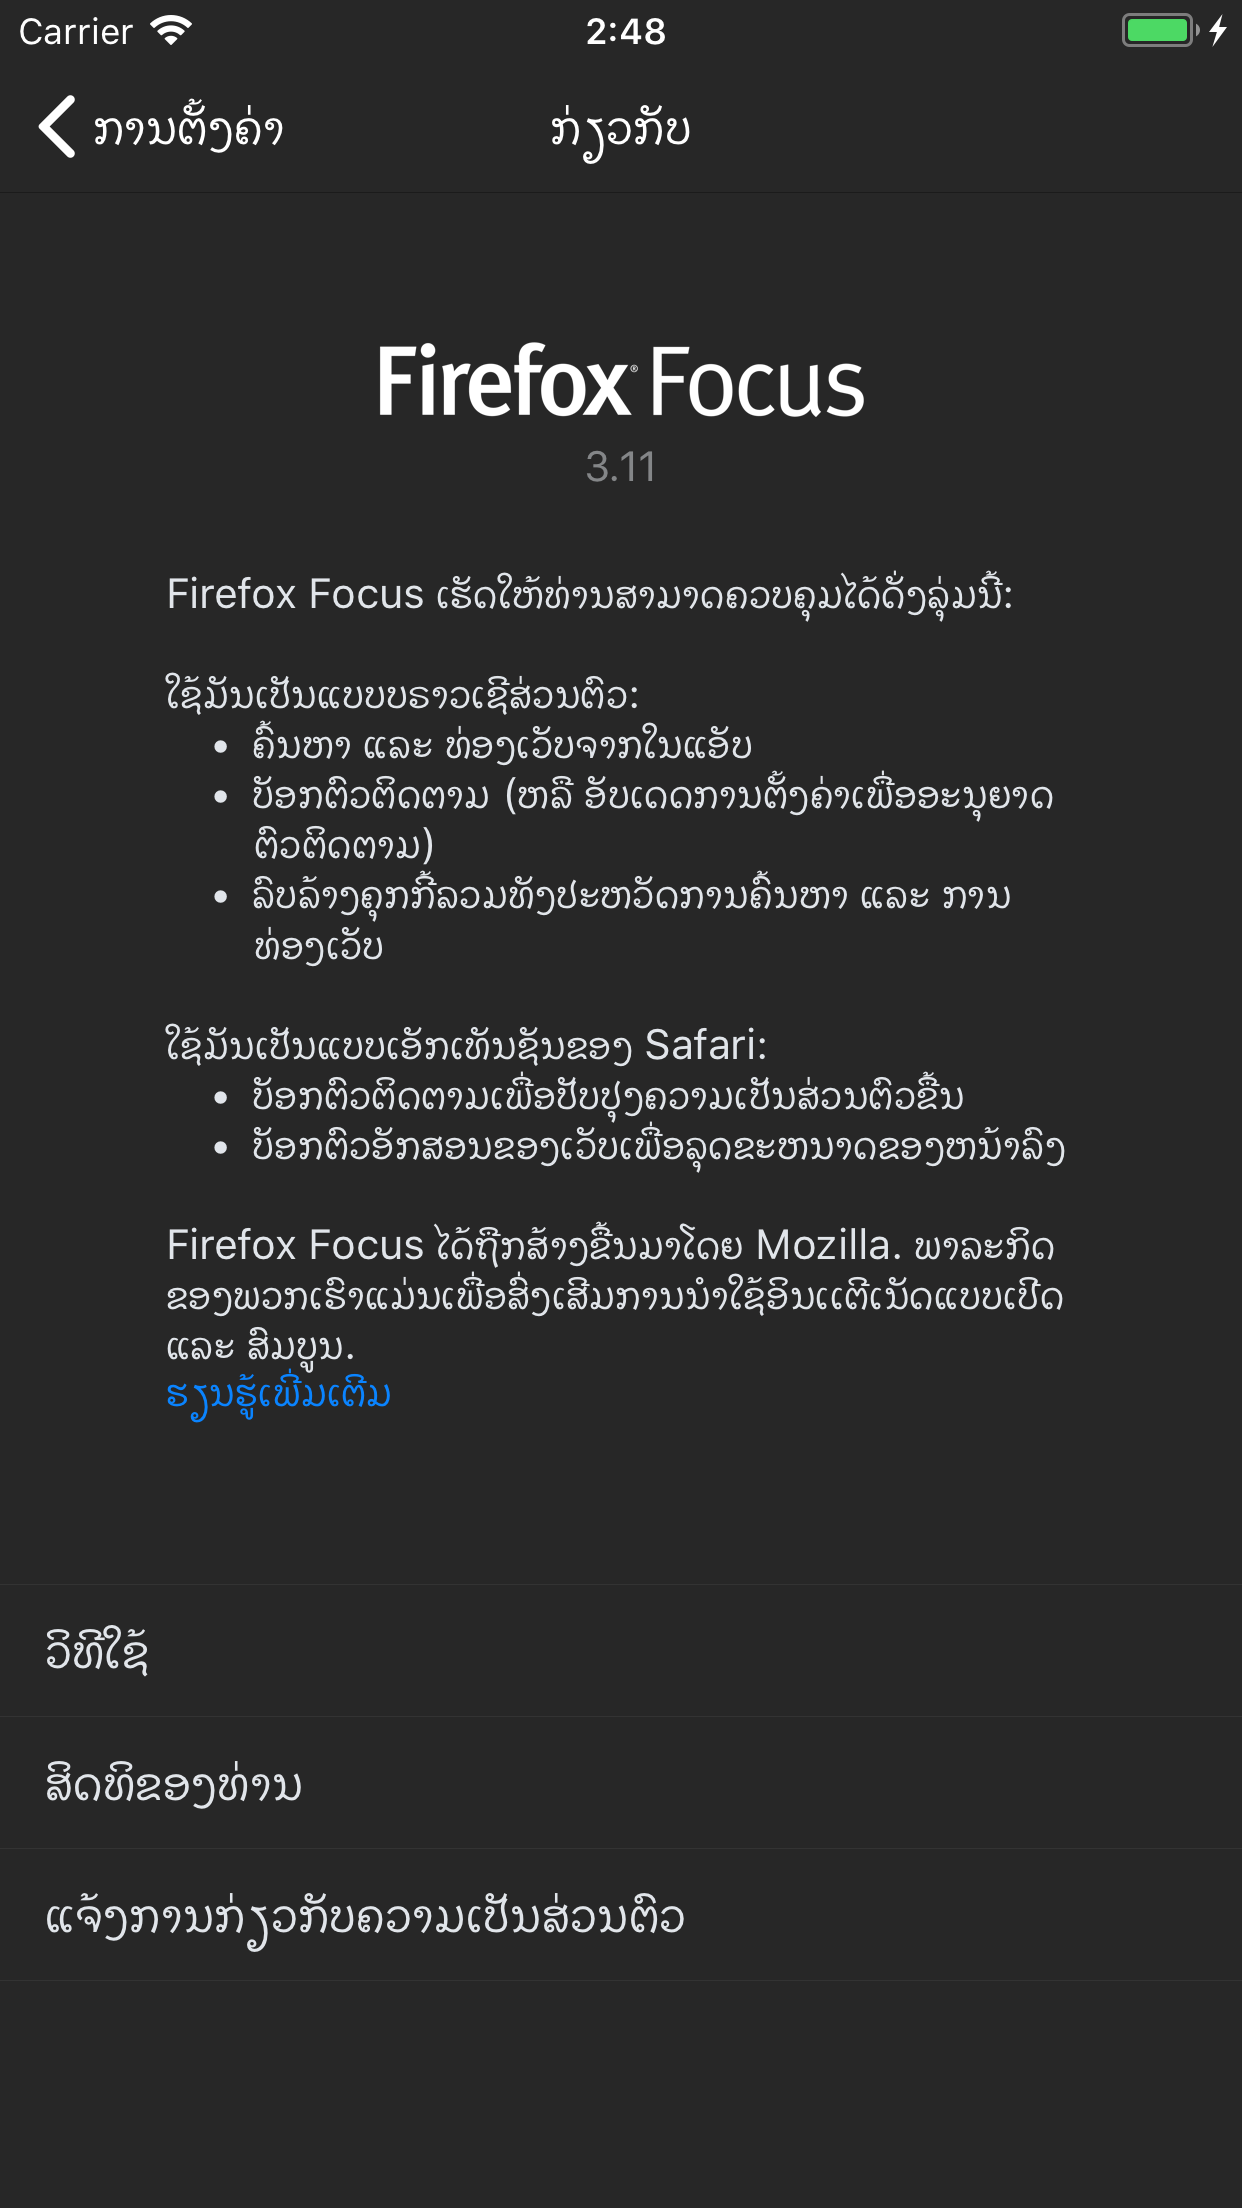 Carrier 2:48
ການຕັ້ງຄ່າ ກ່ຽວກັບ
Firefox® Focus
3.11
Firefox Focus ເຮັດໃຫ້ທ່ານສາມາດຄວບຄຸມໄດ້ດັ່ງລຸ່ມນີ້:
ໃຊ້ມັນເປັນແບບບຣາວເຊີສ່ວນຕົວ:
• ຄົ້ນຫາ ແລະ ທ່ອງເວັບຈາກໃນແອັບ
• ບັອກຕົວຕິດຕາມ (ຫລື ອັບເດດການຕັ້ງຄ່າເພື່ອອະນຸຍາດ
ຕົວຕິດຕາມ)
• ລົບລ້າງຄຸກກີ້ລວມທັງປະຫວັດການຄົ້ນຫາ ແລະ ການ
ທ່ອງເວັບ
ໃຊ້ມັນເປັນແບບເອັກເທັນຊັນຂອງ Safari:
• ບັອກຕົວຕິດຕາມເພື່ອປັບປຸງຄວາມເປັນສ່ວນຕົວຂື້ນ
• ບັອກຕົວອັກສອນຂອງເວັບເພື່ອລຸດຂະຫນາດຂອງຫນ້າລົງ
Firefox Focus ໄດ້ຖືກສ້າງຂື້ນມາໂດຍ Mozilla. ພາລະກິດ
ຂອງພວກເຮົາແມ່ນເພື່ອສົ່ງເສີມການນໍາໃຊ້ອິນເເຕີເນັດແບບເປີດ
ແລະ ສົມບູນ.
ຮຽນຮູ້ເພີ່ມເຕີມ
ວິທີໃຊ້
ສິດທິຂອງທ່ານ
ແຈ້ງການກ່ຽວກັບຄວາມເປັນສ່ວນຕົວ